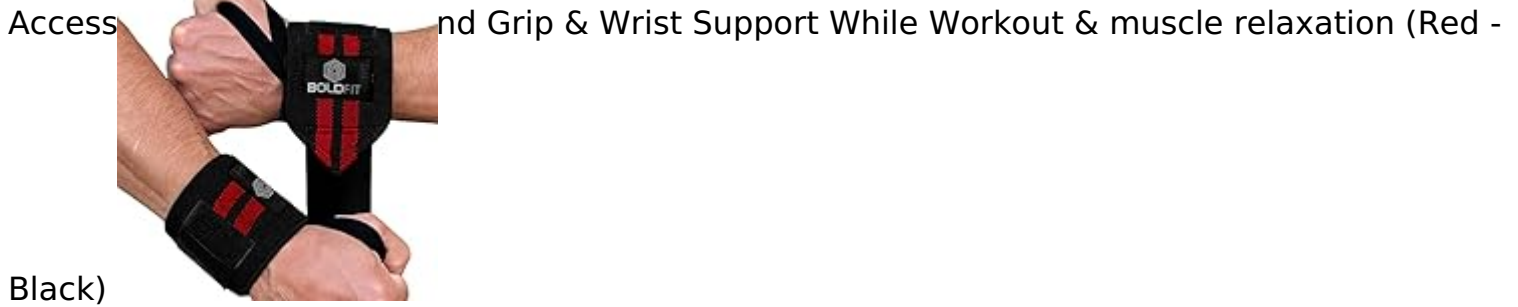 Access
nd Grip & Wrist Support While Workout & muscle relaxation (Red -
BOLDFIT
Black)